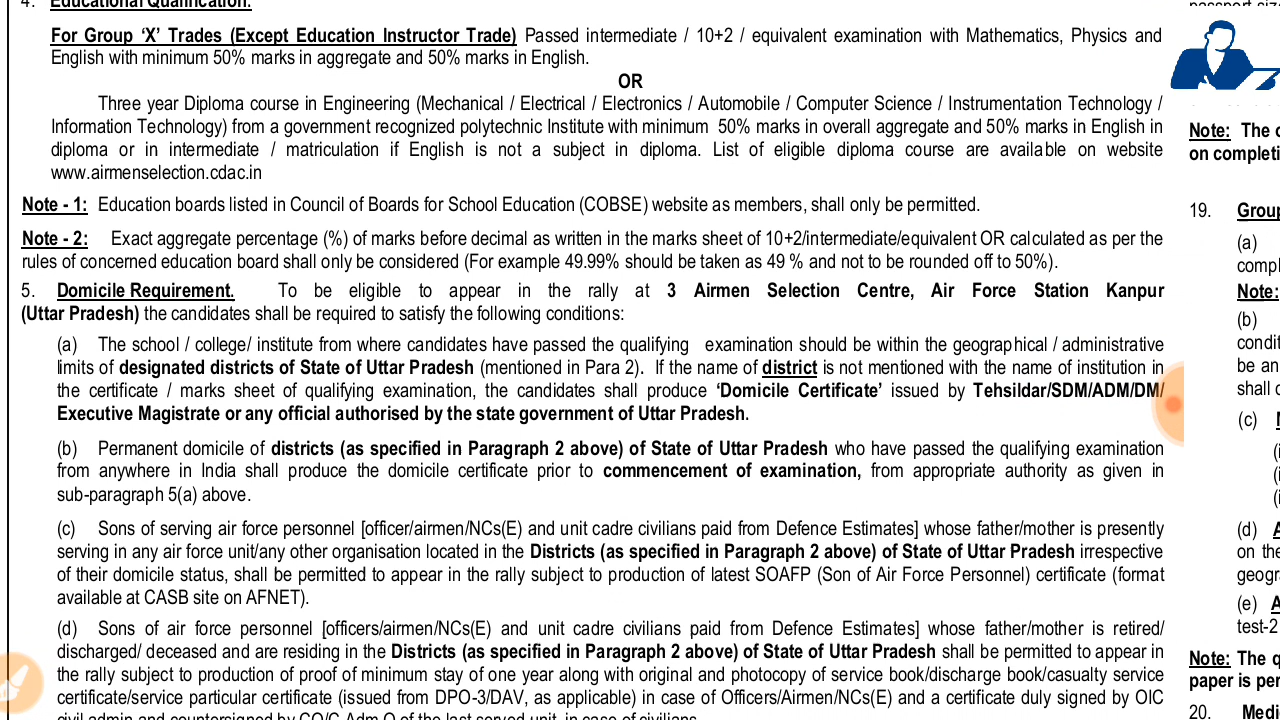 4. Educational Qualification.
For Group ‘X’ Trades (Except Education Instructor Trade) Passed intermediate / 10+2 / equivalent examination with Mathematics, Physics and
English with minimum 50% marks in aggregate and 50% marks in English.
OR
Three year Diploma course in Engineering (Mechanical / Electrical / Electronics / Automobile / Computer Science / Instrumentation Technology /
Information Technology) from a government recognized polytechnic Institute with minimum 50% marks in overall aggregate and 50% marks in English in
diploma or in intermediate / matriculation if English is not a subject in diploma. List of eligible diploma course are available on website
www.airmenselection.cdac.in
Note - 1: Education boards listed in Council of Boards for School Education (COBSE) website as members, shall only be permitted.
Note - 2: Exact aggregate percentage (%) of marks before decimal as written in the marks sheet of 10+2/intermediate/equivalent OR calculated as per the
rules of concerned education board shall only be considered (For example 49.99% should be taken as 49 % and not to be rounded off to 50%).
5. Domicile Requirement. To be eligible to appear in the rally at 3 Airmen Selection Centre, Air Force Station Kanpur
(Uttar Pradesh) the candidates shall be required to satisfy the following conditions:
(a) The school / college/ institute from where candidates have passed the qualifying examination should be within the geographical / administrative
limits of designated districts of State of Uttar Pradesh (mentioned in Para 2). If the name of district is not mentioned with the name of institution in
the certificate / marks sheet of qualifying examination, the candidates shall produce ‘Domicile Certificate’ issued by Tehsildar/SDM/ADM/DM/
Executive Magistrate or any official authorised by the state government of Uttar Pradesh.
(b) Permanent domicile of districts (as specified in Paragraph 2 above) of State of Uttar Pradesh who have passed the qualifying examination
from anywhere in India shall produce the domicile certificate prior to commencement of examination, from appropriate authority as given in
sub-paragraph 5(a) above.
(c) Sons of serving air force personnel [officer/airmen/NCs(E) and unit cadre civilians paid from Defence Estimates] whose father/mother is presently
serving in any air force unit/any other organisation located in the Districts (as specified in Paragraph 2 above) of State of Uttar Pradesh irrespective
of their domicile status, shall be permitted to appear in the rally subject to production of latest SOAFP (Son of Air Force Personnel) certificate (format
available at CASB site on AFNET).
(d) Sons of air force personnel [officers/airmen/NCs(E) and unit cadre civilians paid from Defence Estimates] whose father/mother is retired/
discharged/ deceased and are residing in the Districts (as specified in Paragraph 2 above) of State of Uttar Pradesh shall be permitted to appear in
the rally subject to production of proof of minimum stay of one year along with original and photocopy of service book/discharge book/casualty service
certificate/service particular certificate (issued from DPO-3/DAV, as applicable) in case of Officers/Airmen/NCs(E) and a certificate duly signed by OIC
civil admin and countersigned by CO/C Adm O of the last served unit, in case of civilians.
passport size
Note: The
on completi
19. Group
(a)
compl
Note:
(b)
condit
be an
shall
(c)
(d)
on the
geogr
(e)
test-2
Note: The q
paper is per
20. Medi